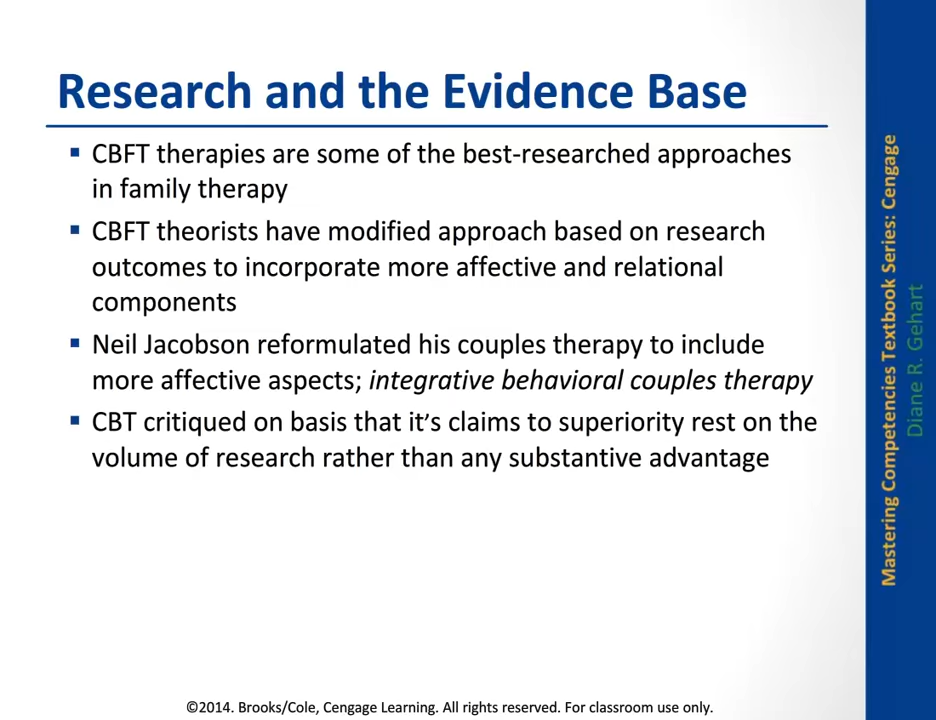 Research and the Evidence Base
▪ CBFT therapies are some of the best-researched approaches
in family therapy
▪ CBFT theorists have modified approach based on research
outcomes to incorporate more affective and relational
components
▪ Neil Jacobson reformulated his couples therapy to include
more affective aspects; integrative behavioral couples therapy
▪ CBT critiqued on basis that it’s claims to superiority rest on the
volume of research rather than any substantive advantage
Mastering Competencies Textbook Series: Cengage
Diane R. Gehart
©2014. Brooks/Cole, Cengage Learning. All rights reserved. For classroom use only.